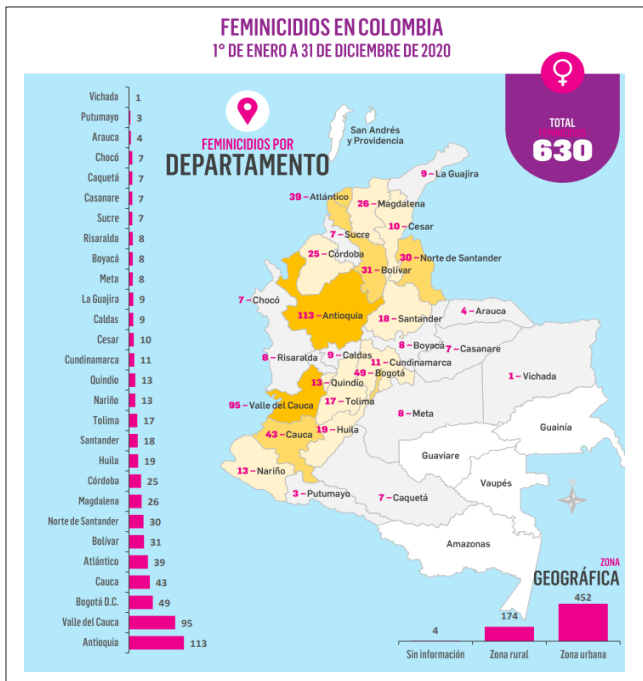 FEMINICIDIOS EN COLOMBIA
1° DE ENERO A 31 DE DICIEMBRE DE 2020
TOTAL
630
FEMINICIDIOS POR
DEPARTAMENTO
Vichada 1
Putumayo 3
Arauca 4
Chocó 7
Caquetá 7
Casanare 7
Sucre 7
Risaralda 8
Boyacá 8
Meta 8
La Guajira 9
Caldas 9
Cesar 10
Cundinamarca 11
Quindio 13
Nariño 13
Tolima 17
Santander 18
Huila 19
Córdoba 25
Magdalena 26
Norte de Santander 30
Bolívar 31
Atlántico 39
Cauca 43
Bogotá D.C. 49
Valle del Cauca 95
Antioquia 113
San Andrés
y Providencia
9 – La Guajira
39 – Atlántico
26 – Magdalena
10 – Cesar
7 – Sucre
30 – Norte de Santander
25 – Córdoba
31 – Bolívar
7 – Chocó
113 – Antioquia
18 – Santander
4 – Arauca
8 – Boyacá
7 – Casanare
8 – Risaralda
9 – Caldas
11 – Cundinamarca
49 – Bogotá
1 – Vichada
13 – Quindío
95 – Valle del Cauca
17 – Tolima
8 – Meta
19 – Huila
43 – Cauca
Guainía
Guaviare
13 – Nariño
Vaupés
3 – Putumayo
7 – Caquetá
Amazonas
ZONA
GEOGRÁFICA
4
174
452
Sin información
Zona rural
Zona urbana